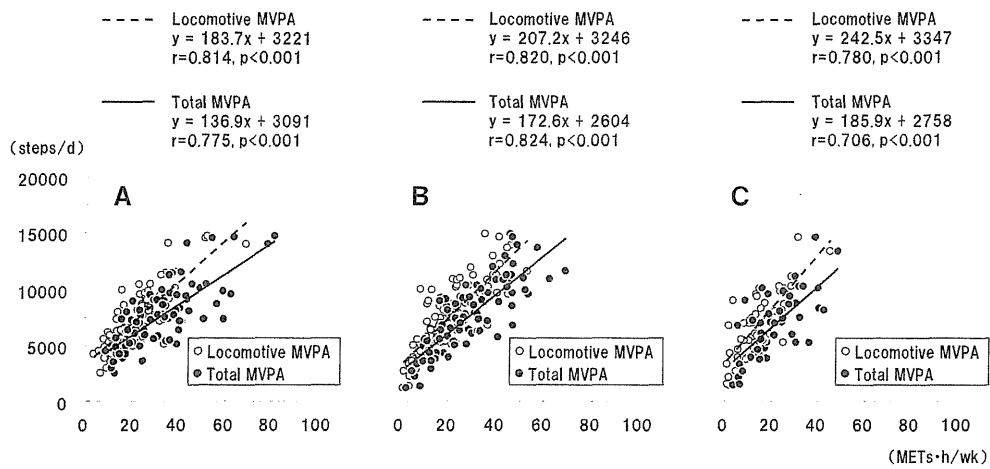 Locomotive MVPA
y = 183.7x + 3221
r=0.814, p<0.001
Total MVPA
y = 136.9x + 3091
r=0.775, p<0.001
Locomotive MVPA
y = 207.2x + 3246
r=0.820, p<0.001
Total MVPA
y = 172.6x + 2604
r=0.824, p<0.001
Locomotive MVPA
y = 242.5x + 3347
r=0.780, p<0.001
Total MVPA
y = 185.9x + 2758
r=0.706, p<0.001
(steps/d)
20000
15000
10000
5000
0
A
Locomotive MVPA
Total MVPA
0 20 40 60 80 100
B
Locomotive MVPA
Total MVPA
0 20 40 60 80 100
C
Locomotive MVPA
Total MVPA
0 20 40 60 80 100
(METs·h/wk)